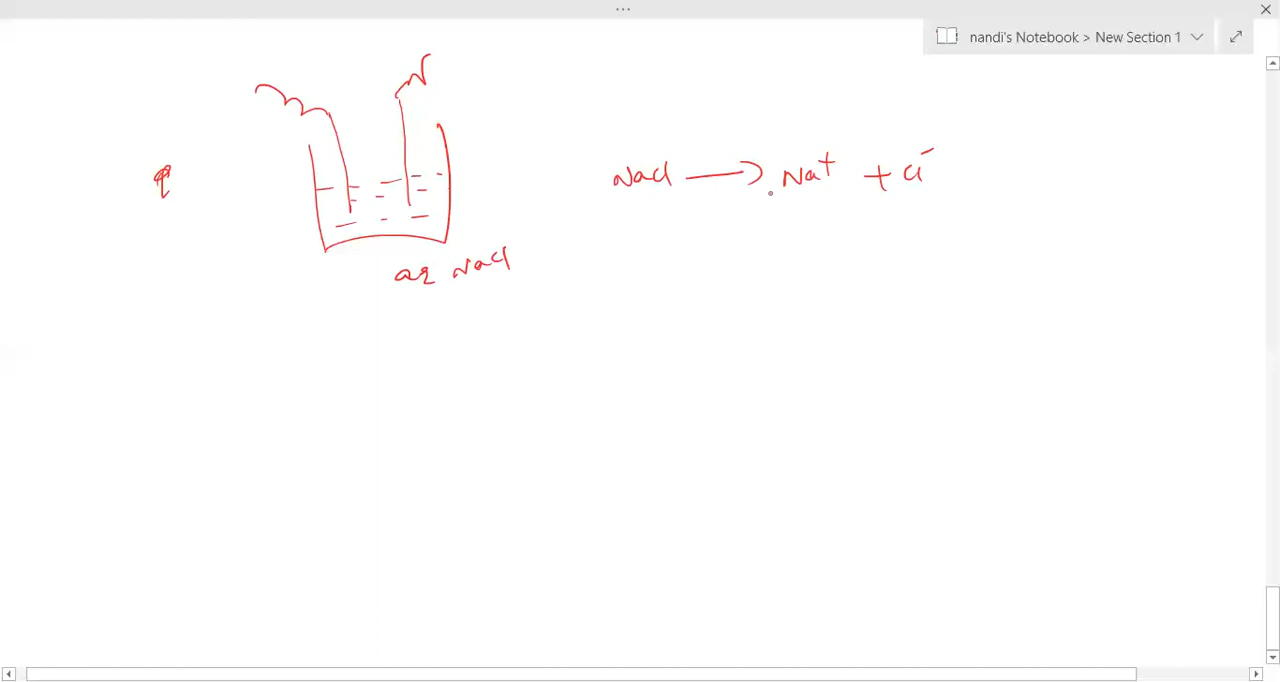 nandi's Notebook > New Section 1
NaCl → Na⁺ + Cl⁻
aq NaCl